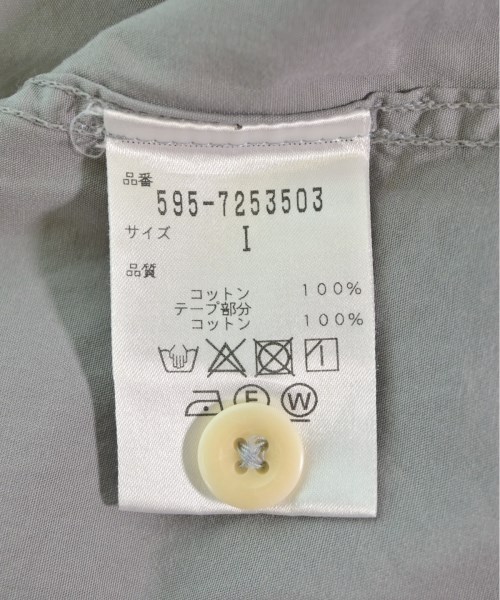 品番
595-7253503
サイズ I
品質
コットン 100%
テープ部分
コットン 100%
W